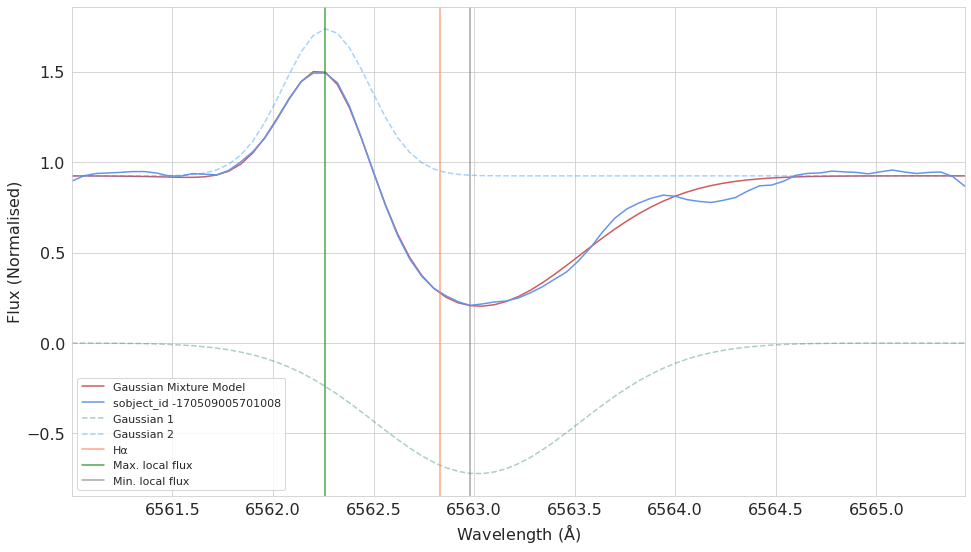 Flux (Normalised)
1.5
1.0
0.5
0.0
−0.5
Gaussian Mixture Model
sobject_id -170509005701008
Gaussian 1
Gaussian 2
Hα
Max. local flux
Min. local flux
6561.5 6562.0 6562.5 6563.0 6563.5 6564.0 6564.5 6565.0
Wavelength (Å)